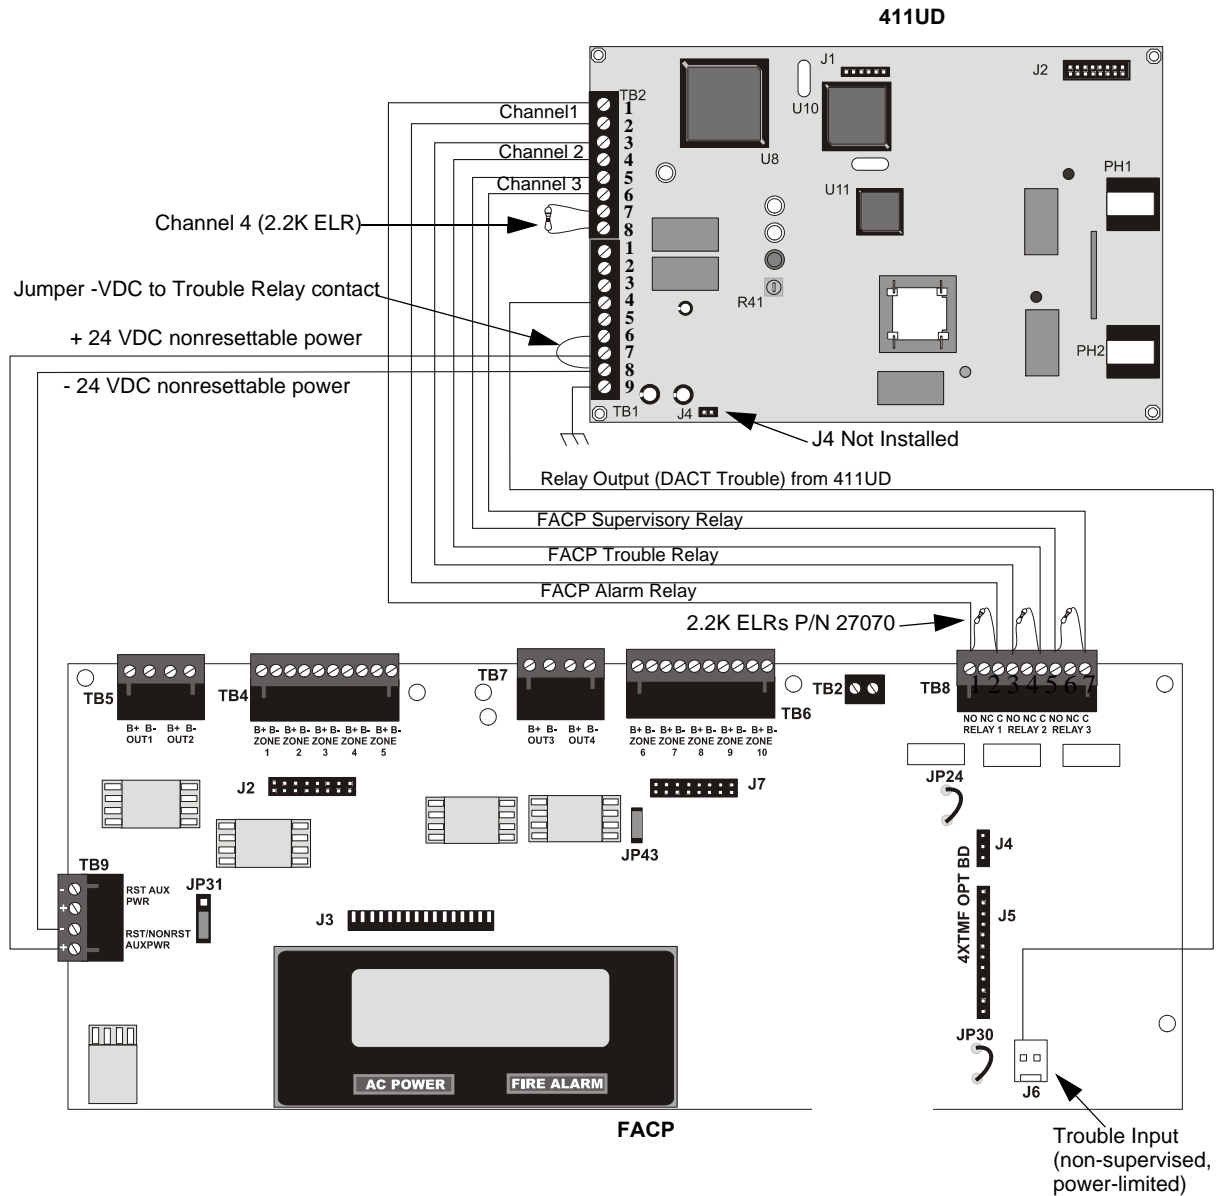 411UD
J1
J2
TB2
U10
U8
U11
PH1
PH2
R41
Channel1
Channel 2
Channel 3
1
2
3
4
5
6
7
8
Channel 4 (2.2K ELR)
Jumper -VDC to Trouble Relay contact
+ 24 VDC nonresettable power
- 24 VDC nonresettable power
1
2
3
4
5
6
7
8
9
TB1
J4
J4 Not Installed
Relay Output (DACT Trouble) from 411UD
FACP Supervisory Relay
FACP Trouble Relay
FACP Alarm Relay
2.2K ELRs P/N 27070
TB5
B+ B- B+ B-
OUT1 OUT2
TB4
B+ B- B+ B- B+ B- B+ B- B+ B-
ZONE ZONE ZONE ZONE ZONE
1 2 3 4 5
TB7
B+ B- B+ B-
OUT3 OUT4
TB6
B+ B- B+ B- B+ B- B+ B- B+ B-
ZONE ZONE ZONE ZONE ZONE
6 7 8 9 10
TB2
TB8
1 2 3 4 5 6 7
NO NC C NO NC C NO NC C
RELAY 1 RELAY 2 RELAY 3
J2
J7
JP24
JP43
J4
TB9
- RST AUX
+ PWR
- RST/NONRST
+ AUXPWR
JP31
J3
J5
4XTMF OPT BD
JP30
J6
AC POWER
FIRE ALARM
FACP
Trouble Input
(non-supervised,
power-limited)